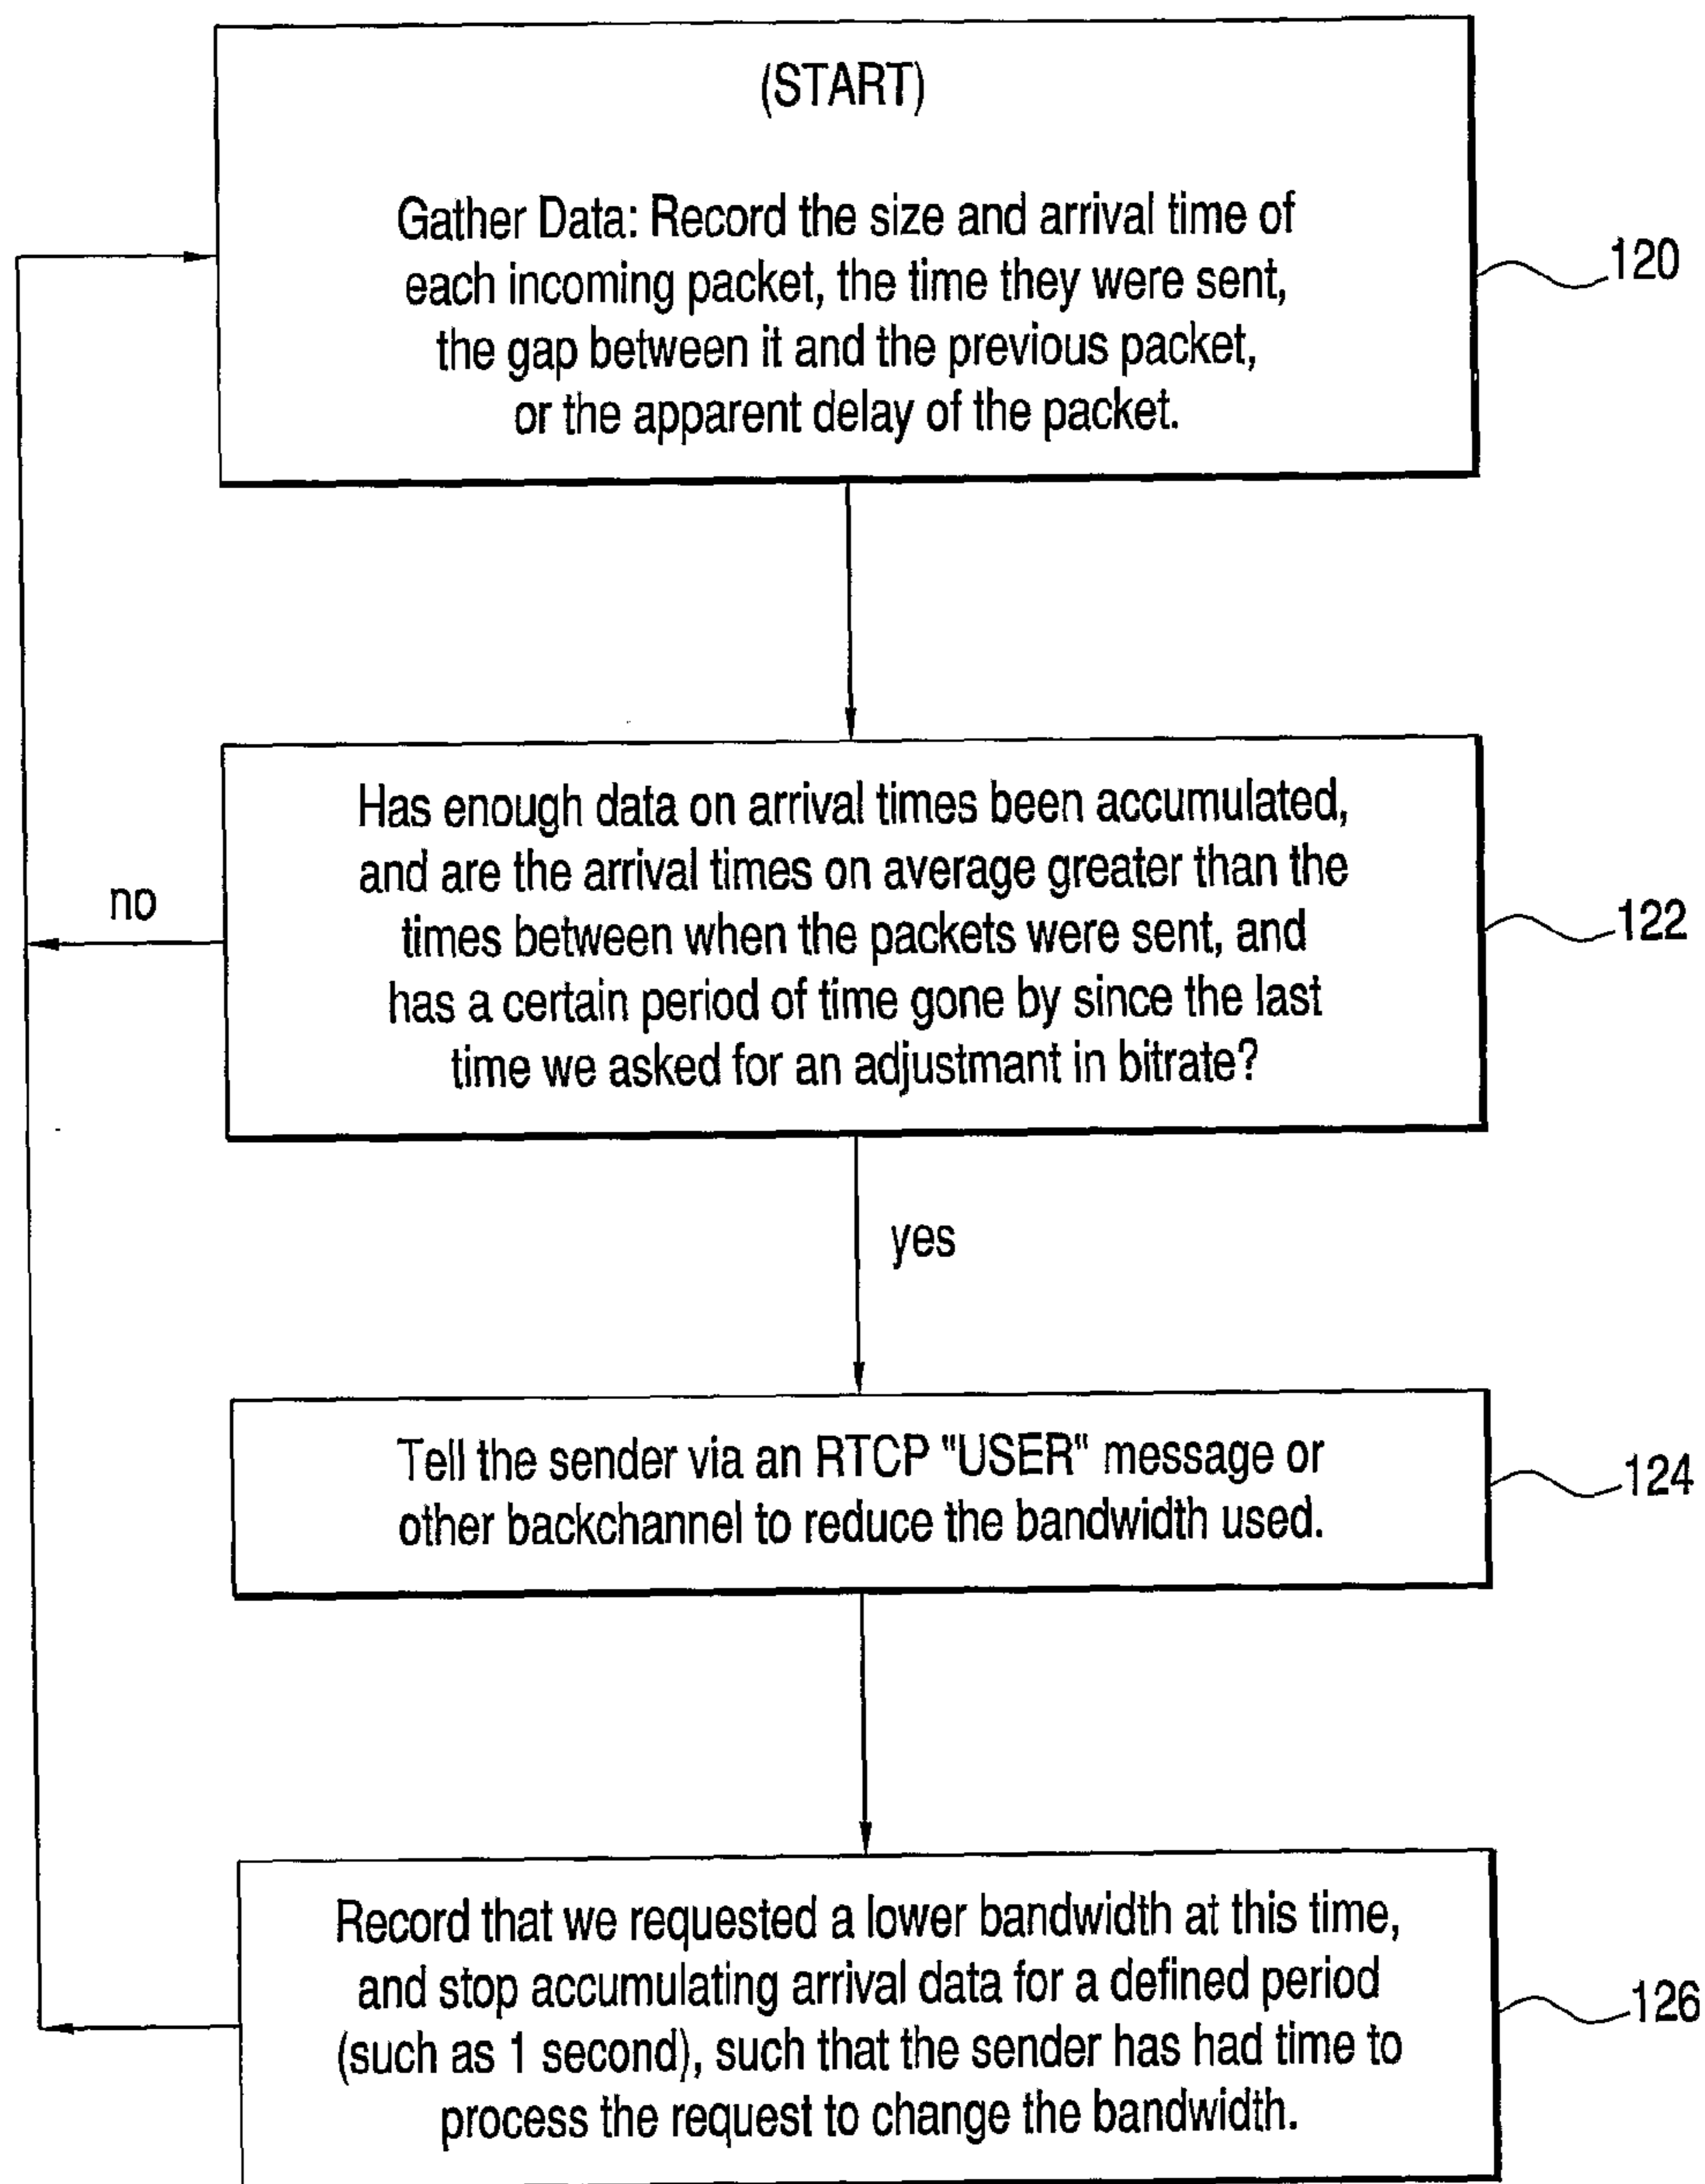 (START)
Gather Data: Record the size and arrival time of
each incoming packet, the time they were sent,
the gap between it and the previous packet,
or the apparent delay of the packet.
120
Has enough data on arrival times been accumulated,
and are the arrival times on average greater than the
times between when the packets were sent, and
has a certain period of time gone by since the last
time we asked for an adjustmant in bitrate?
122
no
yes
Tell the sender via an RTCP "USER" message or
other backchannel to reduce the bandwidth used.
124
Record that we requested a lower bandwidth at this time,
and stop accumulating arrival data for a defined period
(such as 1 second), such that the sender has had time to
process the request to change the bandwidth.
126